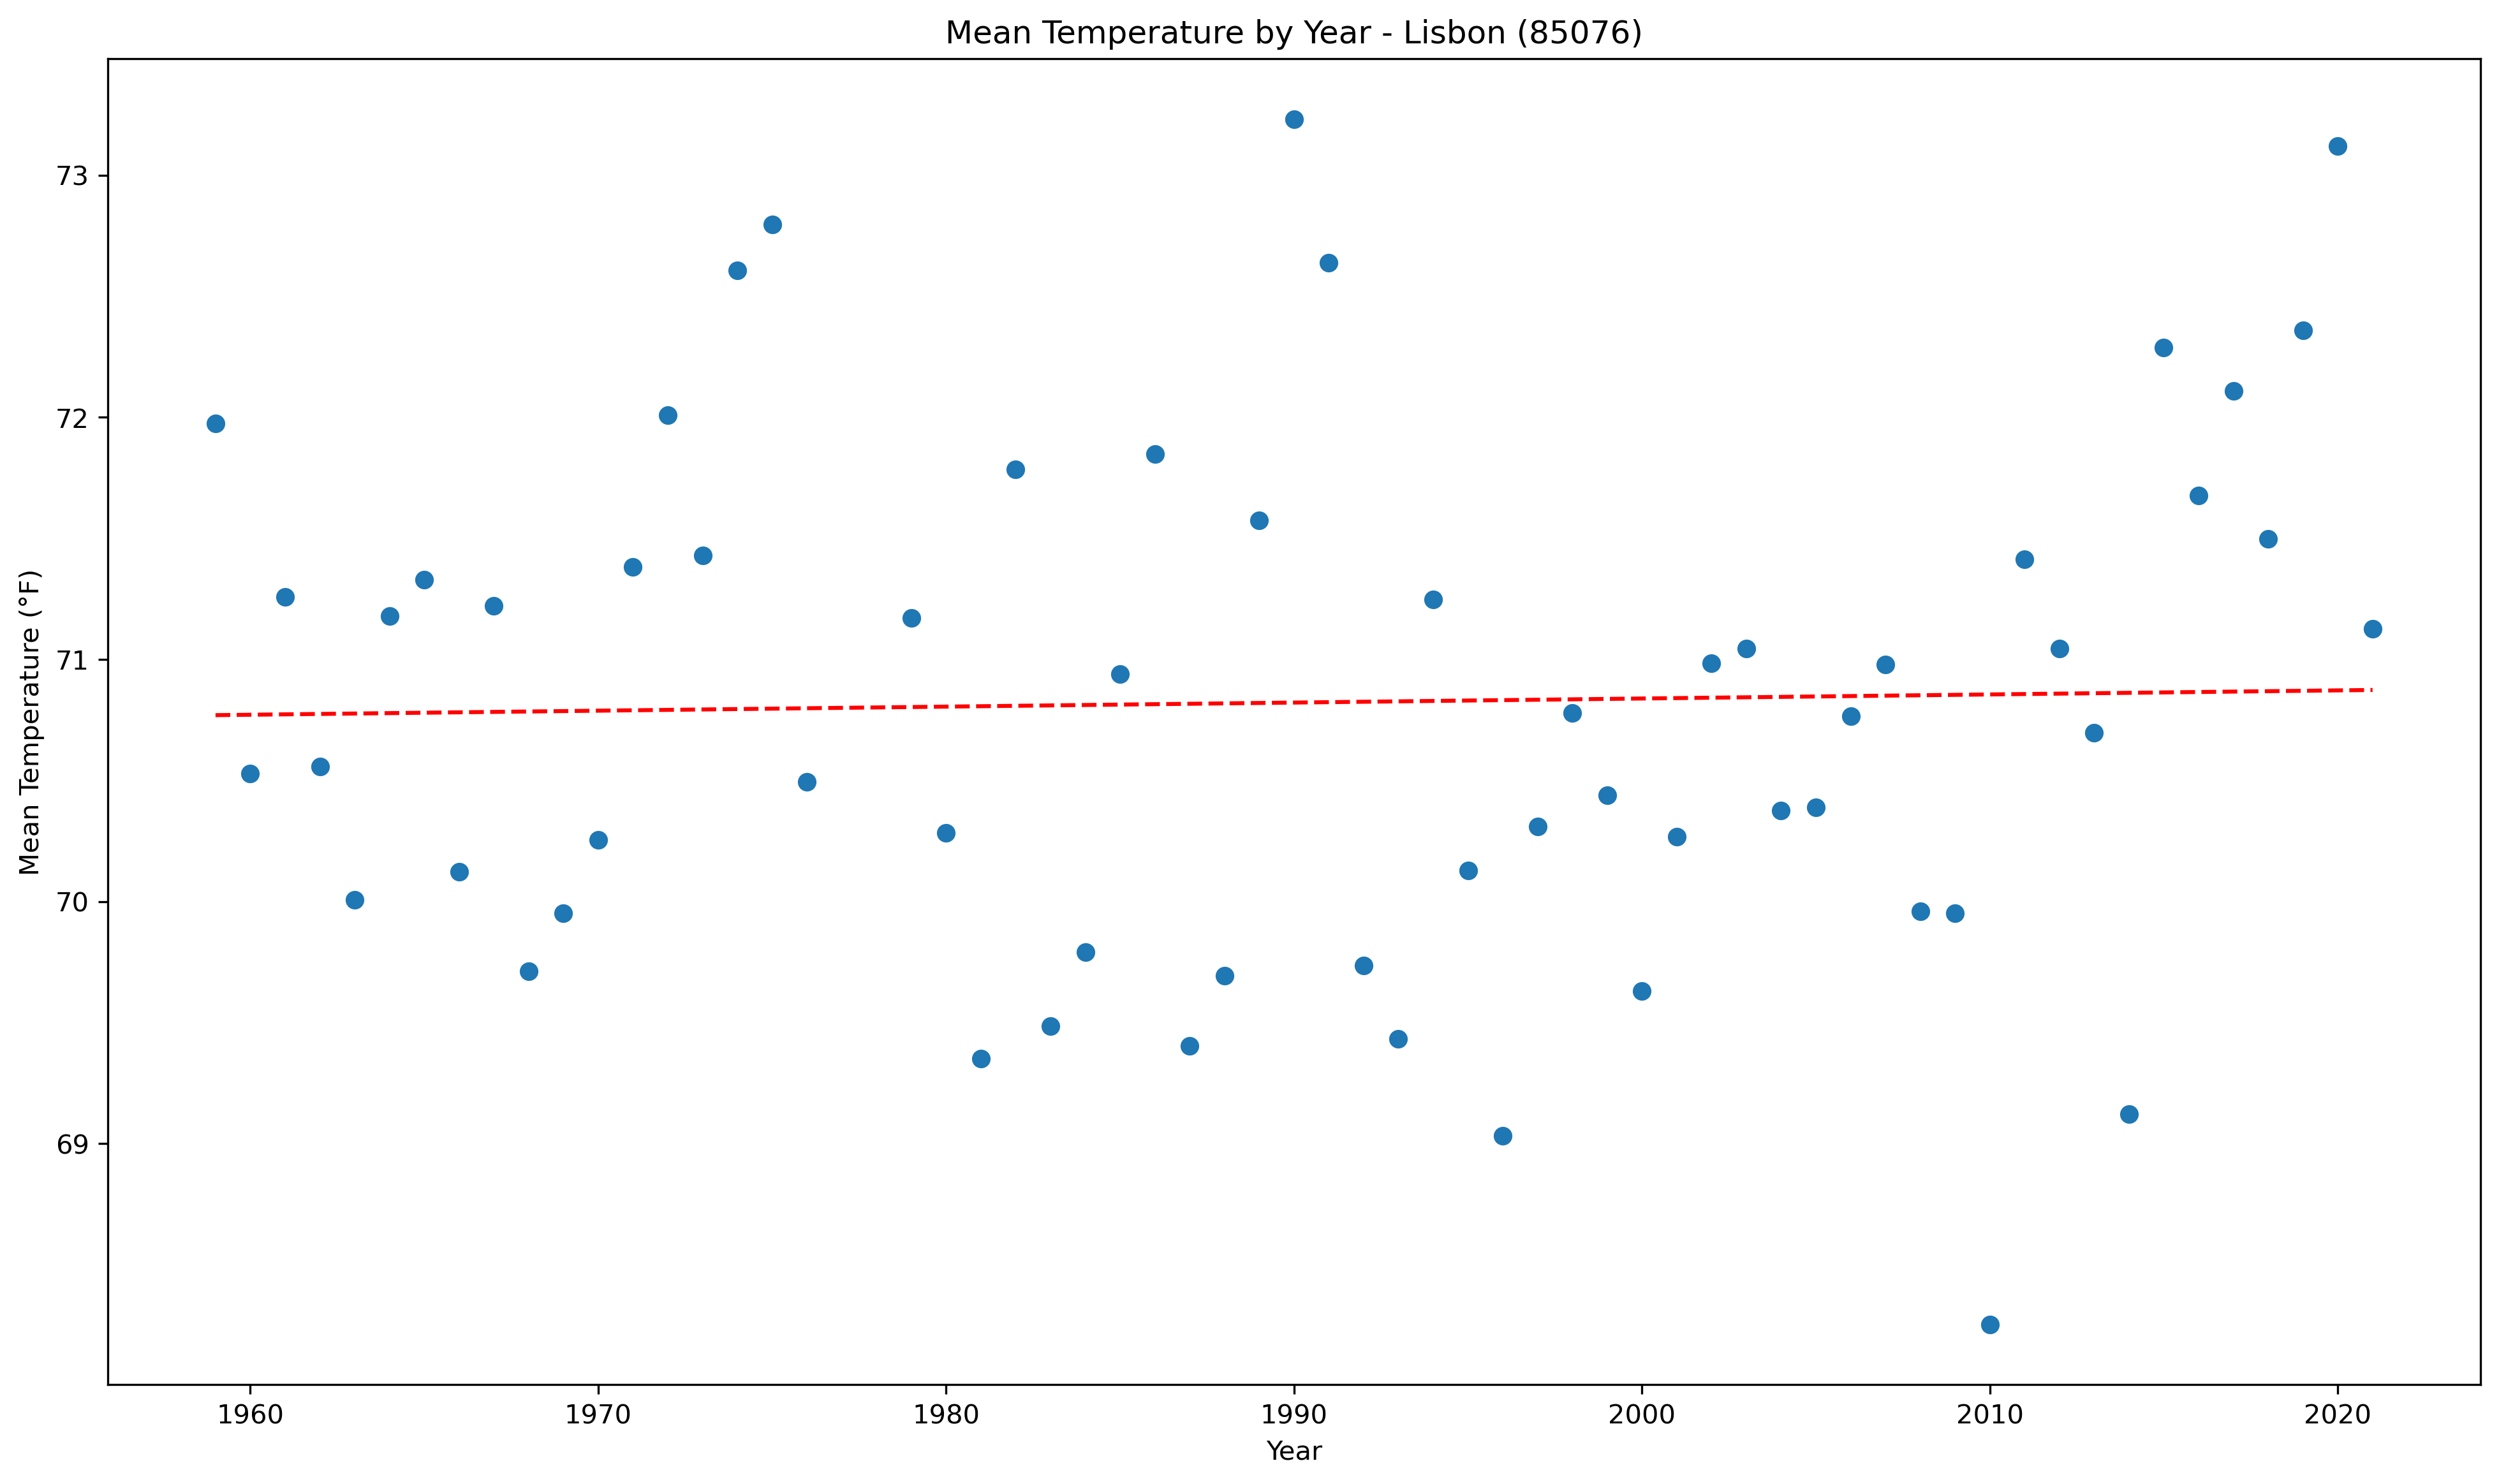 Mean Temperature by Year - Lisbon (85076)
Mean Temperature (°F)
73
72
71
70
69
1960 1970 1980 1990 2000 2010 2020
Year